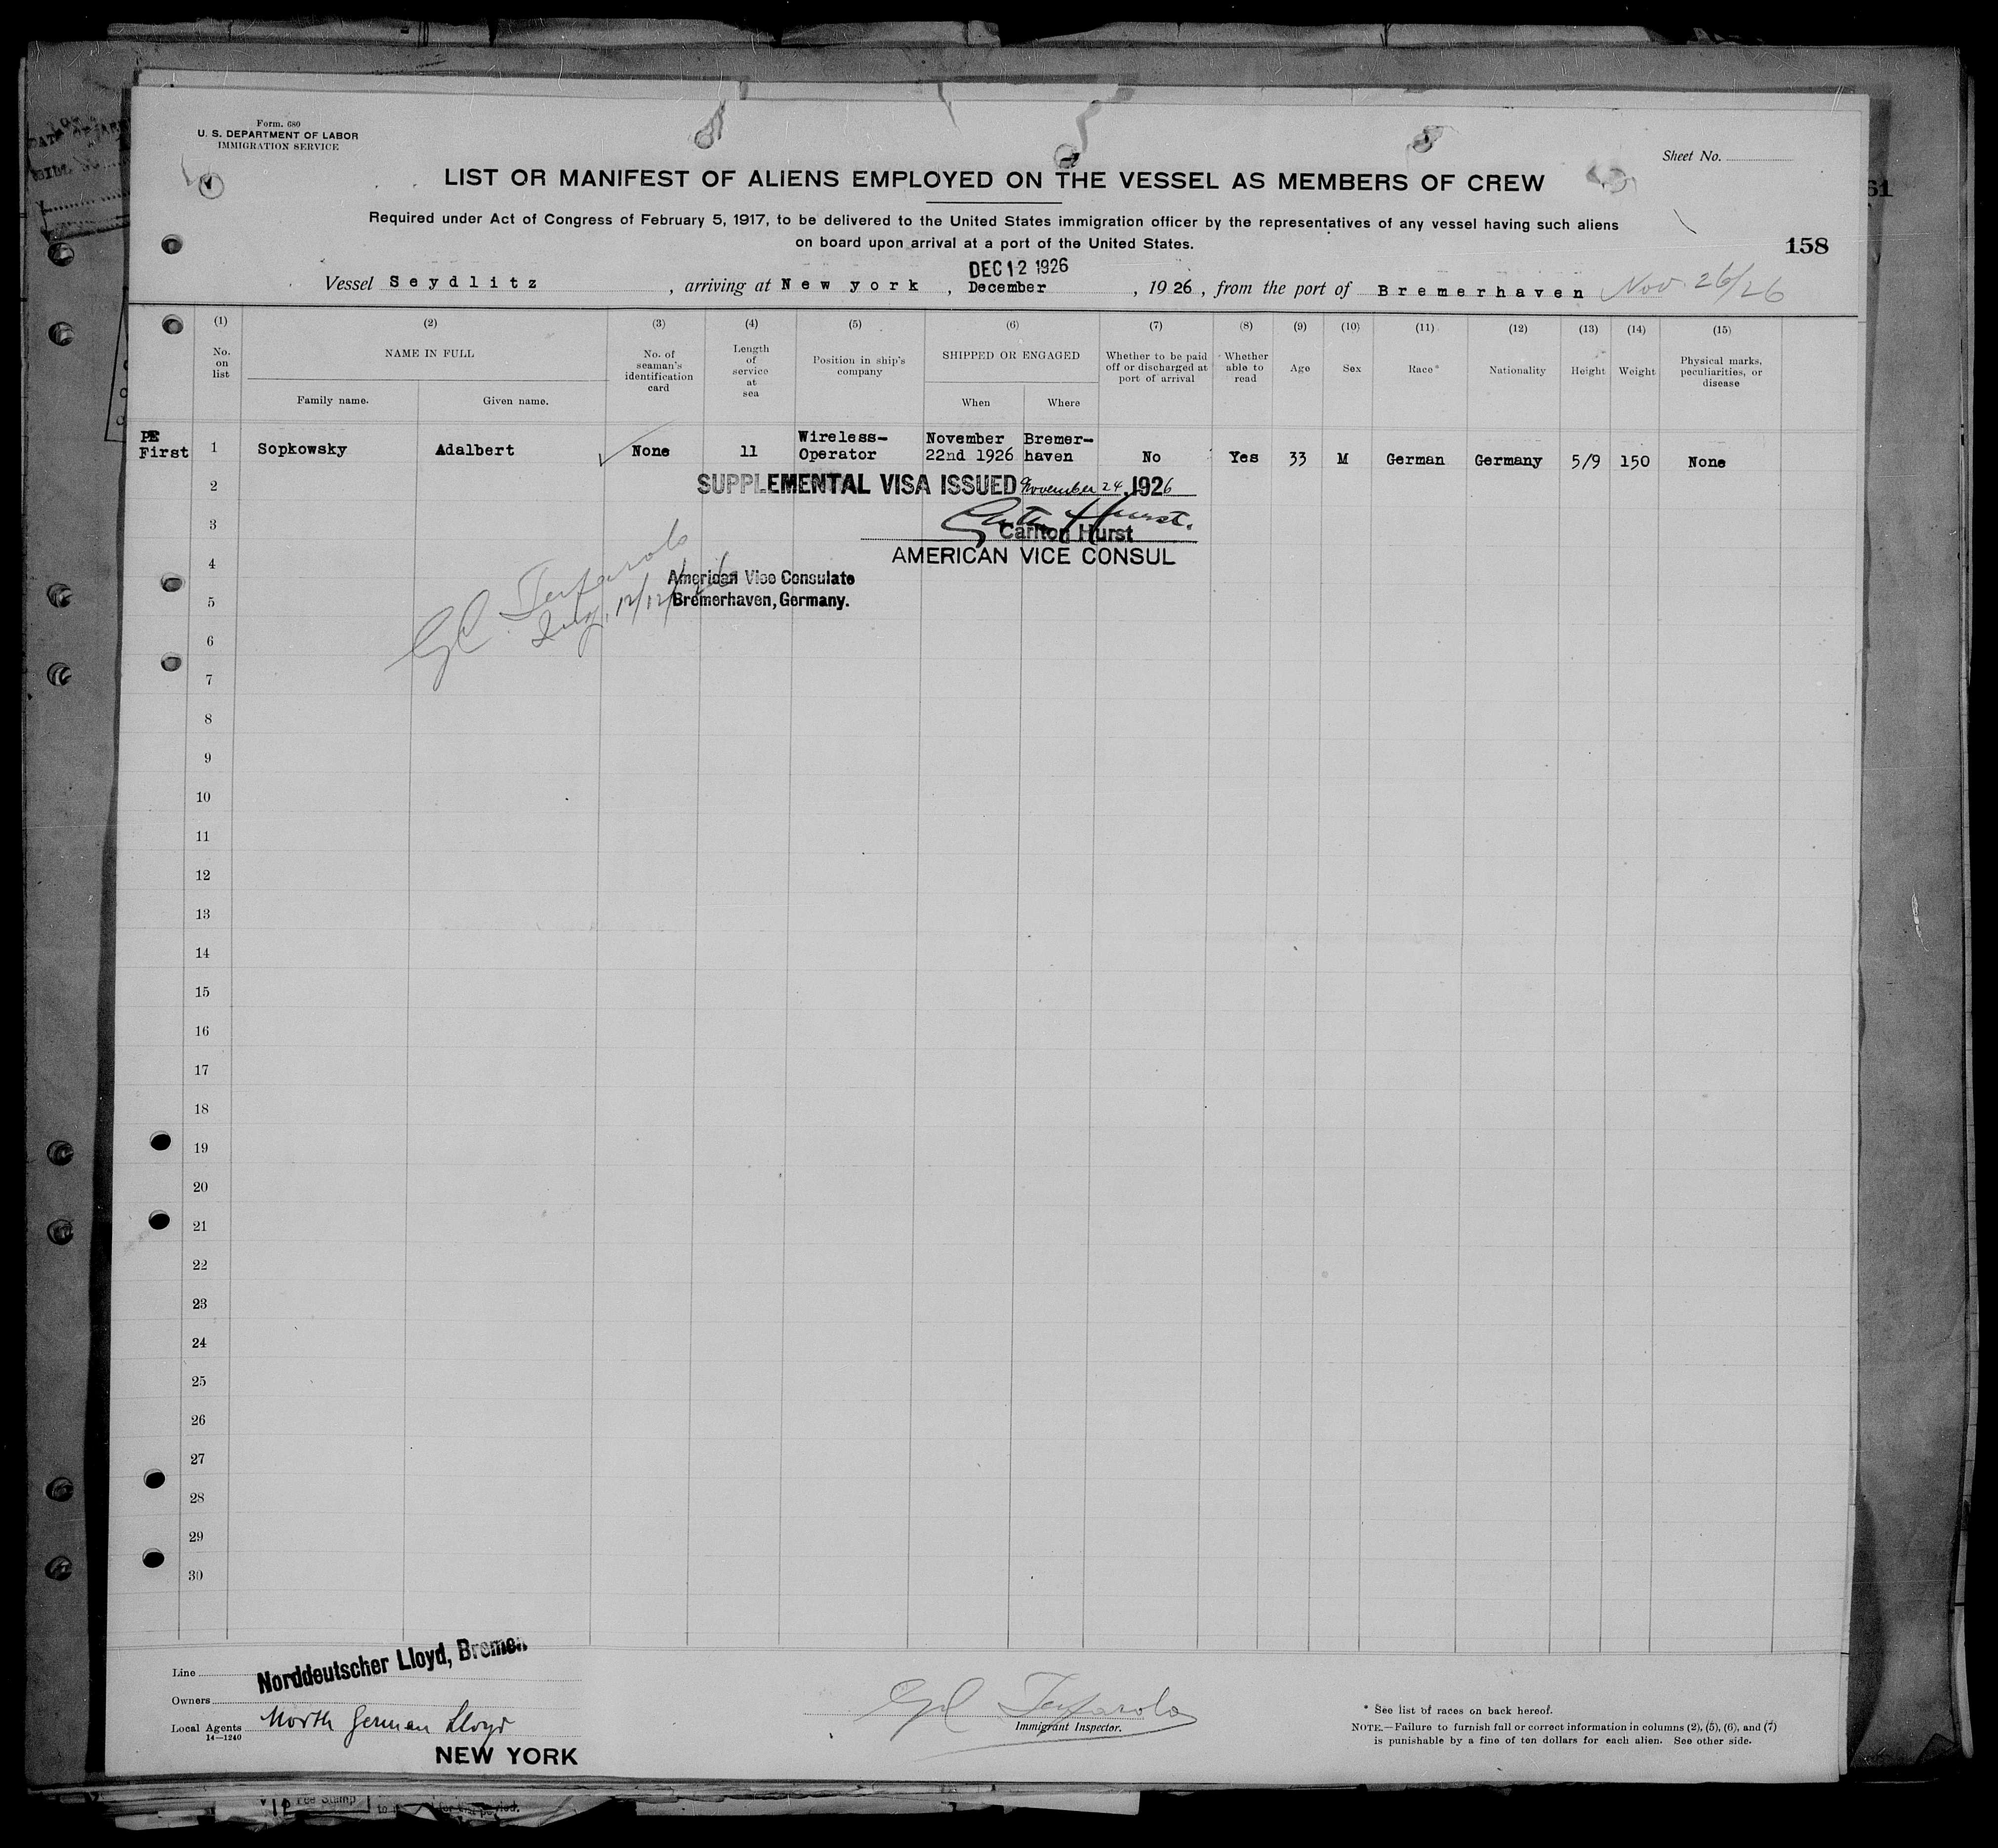 Form. 680
U. S. DEPARTMENT OF LABOR
IMMIGRATION SERVICE
Sheet No.
LIST OR MANIFEST OF ALIENS EMPLOYED ON THE VESSEL AS MEMBERS OF CREW
61
Required under Act of Congress of February 5, 1917, to be delivered to the United States immigration officer by the representatives of any vessel having such aliens
on board upon arrival at a port of the United States.
158
DEC 12 1926
Vessel Seydlitz, arriving at New york, December, 1926, from the port of Bremerhaven Nov. 26/26
(1) (2) (3) (4) (5) (6) (7) (8) (9) (10) (11) (12) (13) (14) (15)
No. on list
NAME IN FULL
Family name. Given name.
No. of seaman's identification card
Length of service at sea
Position in ship's company
SHIPPED OR ENGAGED
When Where
Whether to be paid off or discharged at port of arrival
Whether able to read
Age
Sex
Race*
Nationality
Height
Weight
Physical marks, peculiarities, or disease
PE
First 1 Sopkowsky Adalbert None 11 Wireless-Operator November 22nd 1926 Bremerhaven No Yes 33 M German Germany 5/9 150 None
2
SUPPLEMENTAL VISA ISSUED November 24, 1926
3
Carlton Hurst
4
AMERICAN VICE CONSUL
American Vice Consulate
5
Bremerhaven, Germany.
12/12/26
6
7
8
9
10
11
12
13
14
15
16
17
18
19
20
21
22
23
24
25
26
27
28
29
30
Line Norddeutscher Lloyd, Bremen
Owners
Local Agents North German Lloyd
14—1240
NEW YORK
Immigrant Inspector.
* See list of races on back hereof.
NOTE.—Failure to furnish full or correct information in columns (2), (5), (6), and (7)
is punishable by a fine of ten dollars for each alien. See other side.